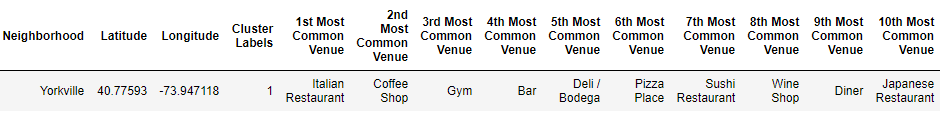 Neighborhood Latitude Longitude Cluster Labels 1st Most Common Venue 2nd Most Common Venue 3rd Most Common Venue 4th Most Common Venue 5th Most Common Venue 6th Most Common Venue 7th Most Common Venue 8th Most Common Venue 9th Most Common Venue 10th Most Common Venue
Yorkville 40.77593 -73.947118 1 Italian Restaurant Coffee Shop Gym Bar Deli / Bodega Pizza Place Sushi Restaurant Wine Shop Diner Japanese Restaurant